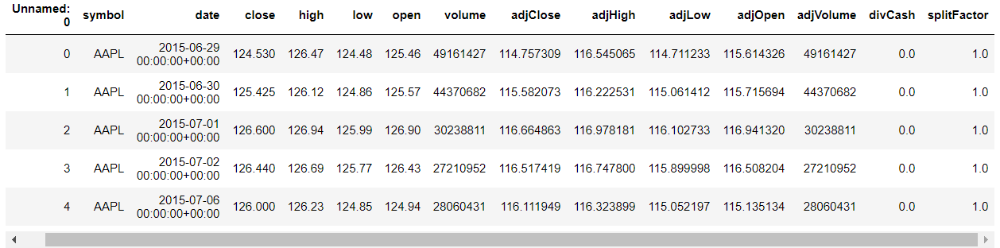 Unnamed: 0 symbol date close high low open volume adjClose adjHigh adjLow adjOpen adjVolume divCash splitFactor
0 AAPL 2015-06-29 00:00:00+00:00 124.530 126.47 124.48 125.46 49161427 114.757309 116.545065 114.711233 115.614326 49161427 0.0 1.0
1 AAPL 2015-06-30 00:00:00+00:00 125.425 126.12 124.86 125.57 44370682 115.582073 116.222531 115.061412 115.715694 44370682 0.0 1.0
2 AAPL 2015-07-01 00:00:00+00:00 126.600 126.94 125.99 126.90 30238811 116.664863 116.978181 116.102733 116.941320 30238811 0.0 1.0
3 AAPL 2015-07-02 00:00:00+00:00 126.440 126.69 125.77 126.43 27210952 116.517419 116.747800 115.899998 116.508204 27210952 0.0 1.0
4 AAPL 2015-07-06 00:00:00+00:00 126.000 126.23 124.85 124.94 28060431 116.111949 116.323899 115.052197 115.135134 28060431 0.0 1.0